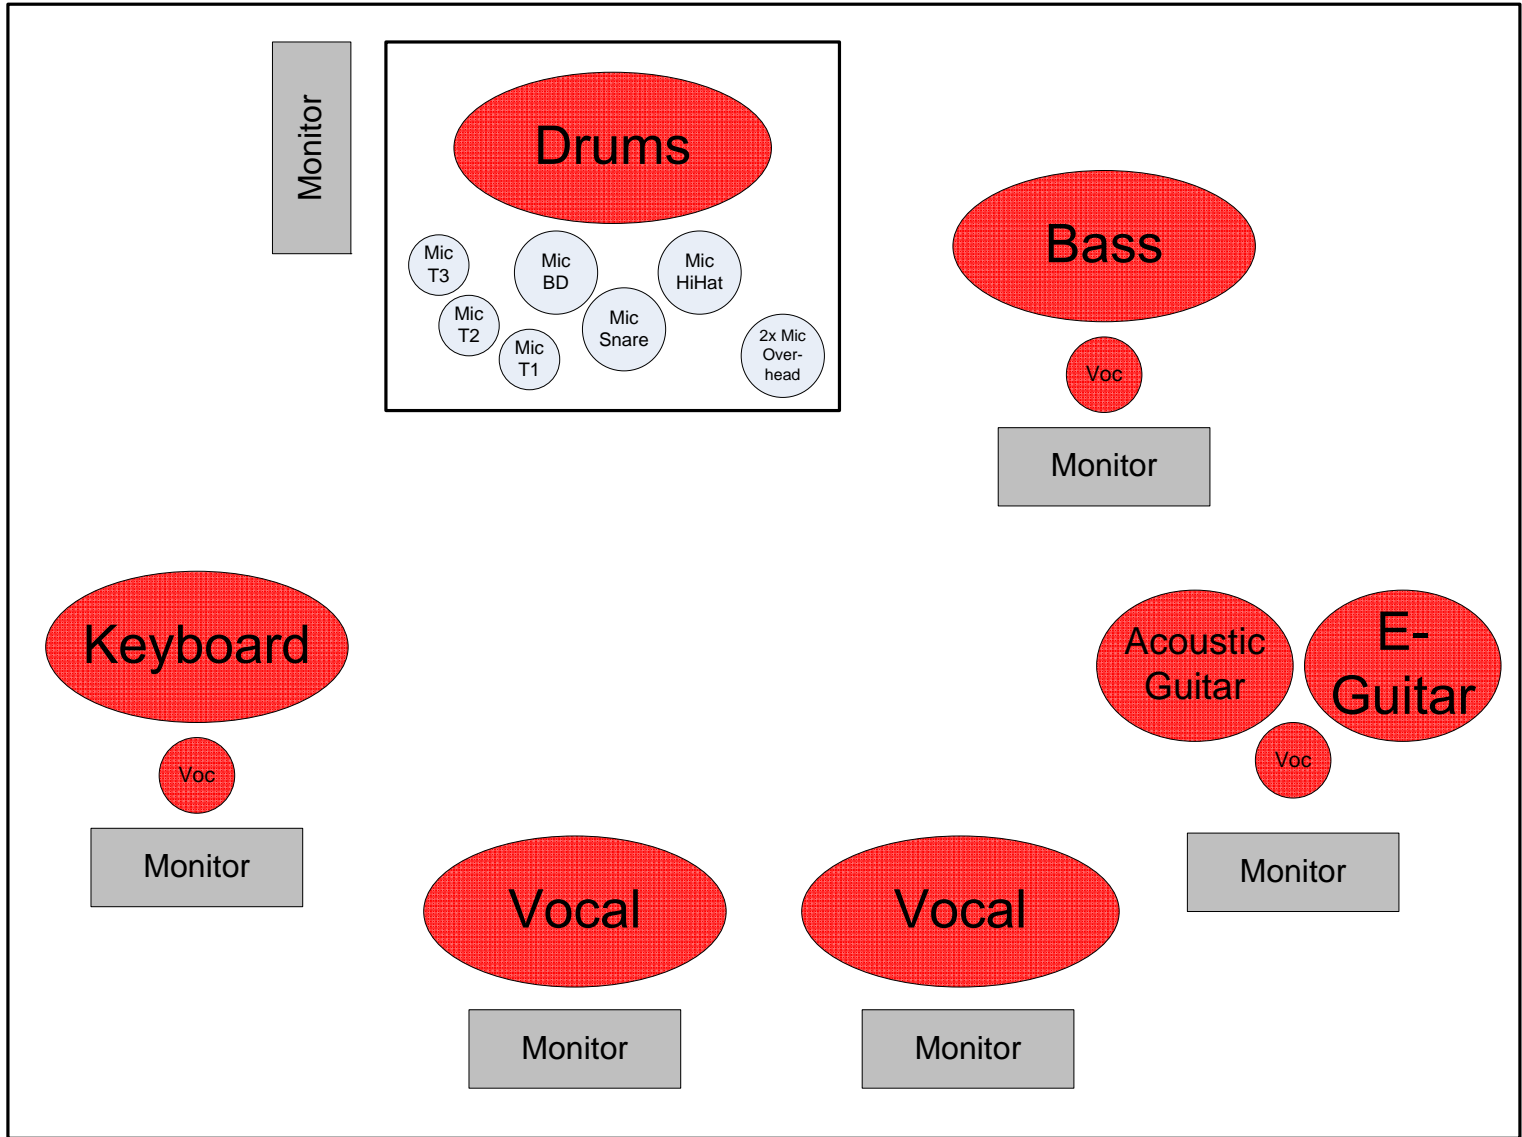 Monitor
Drums
Mic
T3
Mic
BD
Mic
HiHat
Mic
T2
Mic
Snare
Mic
T1
2x Mic
Over-
head
Bass
Voc
Monitor
Keyboard
Voc
Monitor
Acoustic
Guitar
E-
Guitar
Voc
Monitor
Vocal
Monitor
Vocal
Monitor